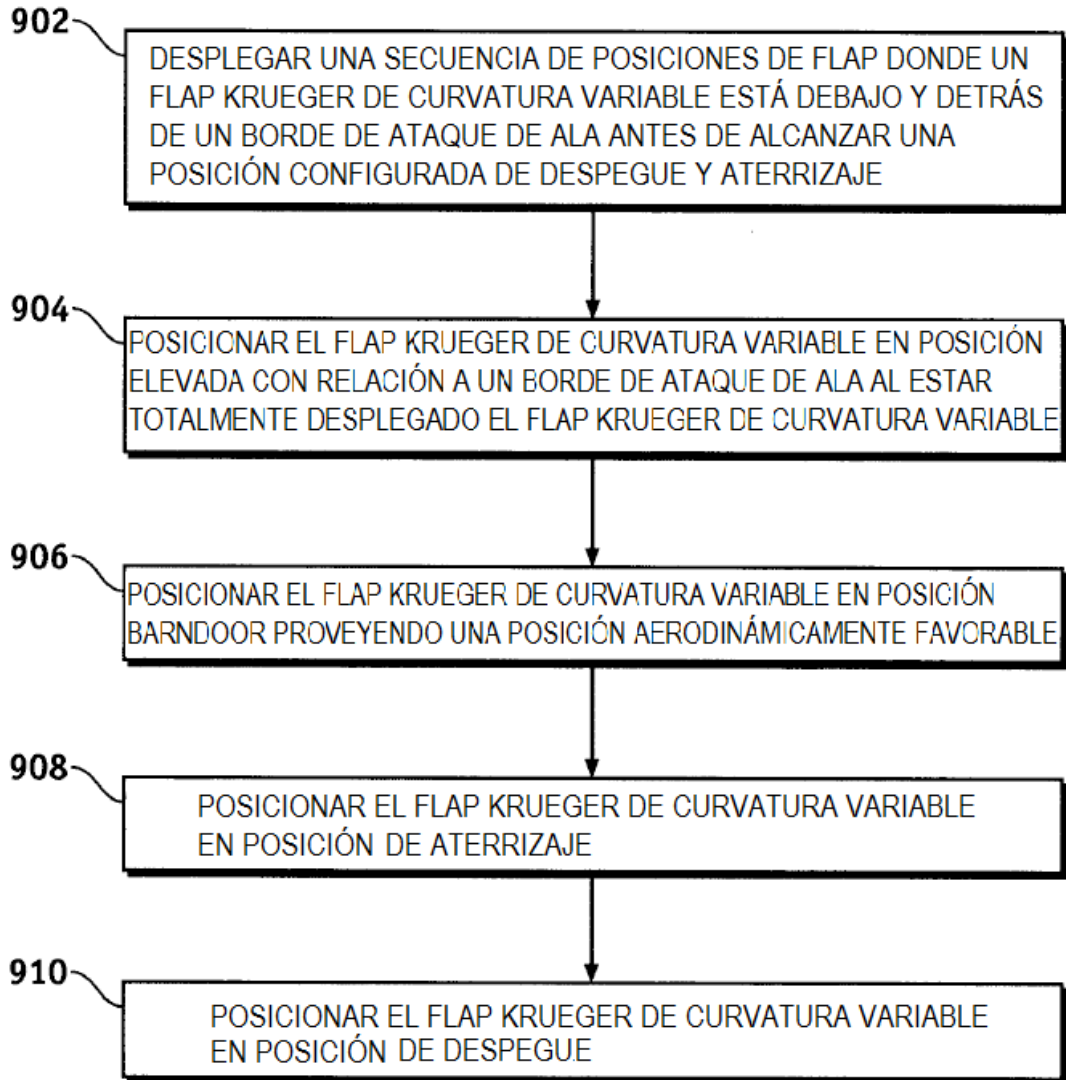 902
DESPLEGAR UNA SECUENCIA DE POSICIONES DE FLAP DONDE UN
FLAP KRUEGER DE CURVATURA VARIABLE ESTÁ DEBAJO Y DETRÁS
DE UN BORDE DE ATAQUE DE ALA ANTES DE ALCANZAR UNA
POSICIÓN CONFIGURADA DE DESPEGUE Y ATERRIZAJE
904
POSICIONAR EL FLAP KRUEGER DE CURVATURA VARIABLE EN POSICIÓN
ELEVADA CON RELACIÓN A UN BORDE DE ATAQUE DE ALA AL ESTAR
TOTALMENTE DESPLEGADO EL FLAP KRUEGER DE CURVATURA VARIABLE
906
POSICIONAR EL FLAP KRUEGER DE CURVATURA VARIABLE EN POSICIÓN
BARNDOOR PROVEYENDO UNA POSICIÓN AERODINÁMICAMENTE FAVORABLE
908
POSICIONAR EL FLAP KRUEGER DE CURVATURA VARIABLE
EN POSICIÓN DE ATERRIZAJE
910
POSICIONAR EL FLAP KRUEGER DE CURVATURA VARIABLE
EN POSICIÓN DE DESPEGUE